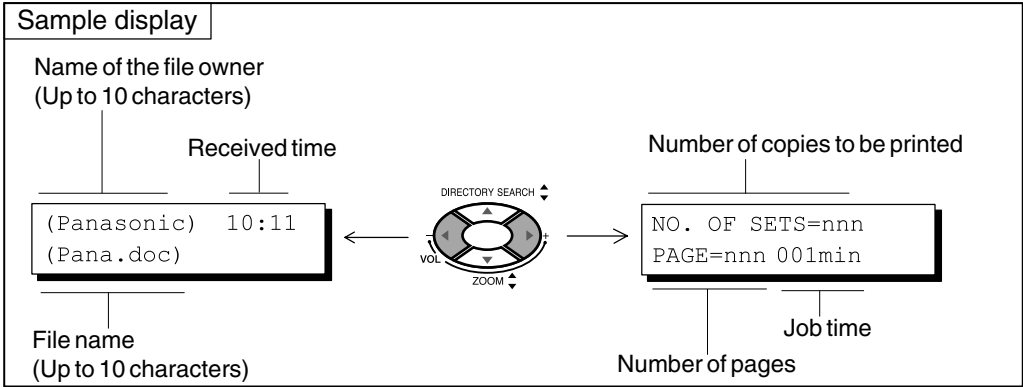 Sample display
Name of the file owner
(Up to 10 characters)
Received time
(Panasonic) 10:11
(Pana.doc)
File name
(Up to 10 characters)
DIRECTORY SEARCH
− +
VOL
ZOOM
Number of copies to be printed
NO. OF SETS=nnn
PAGE=nnn 001min
Job time
Number of pages